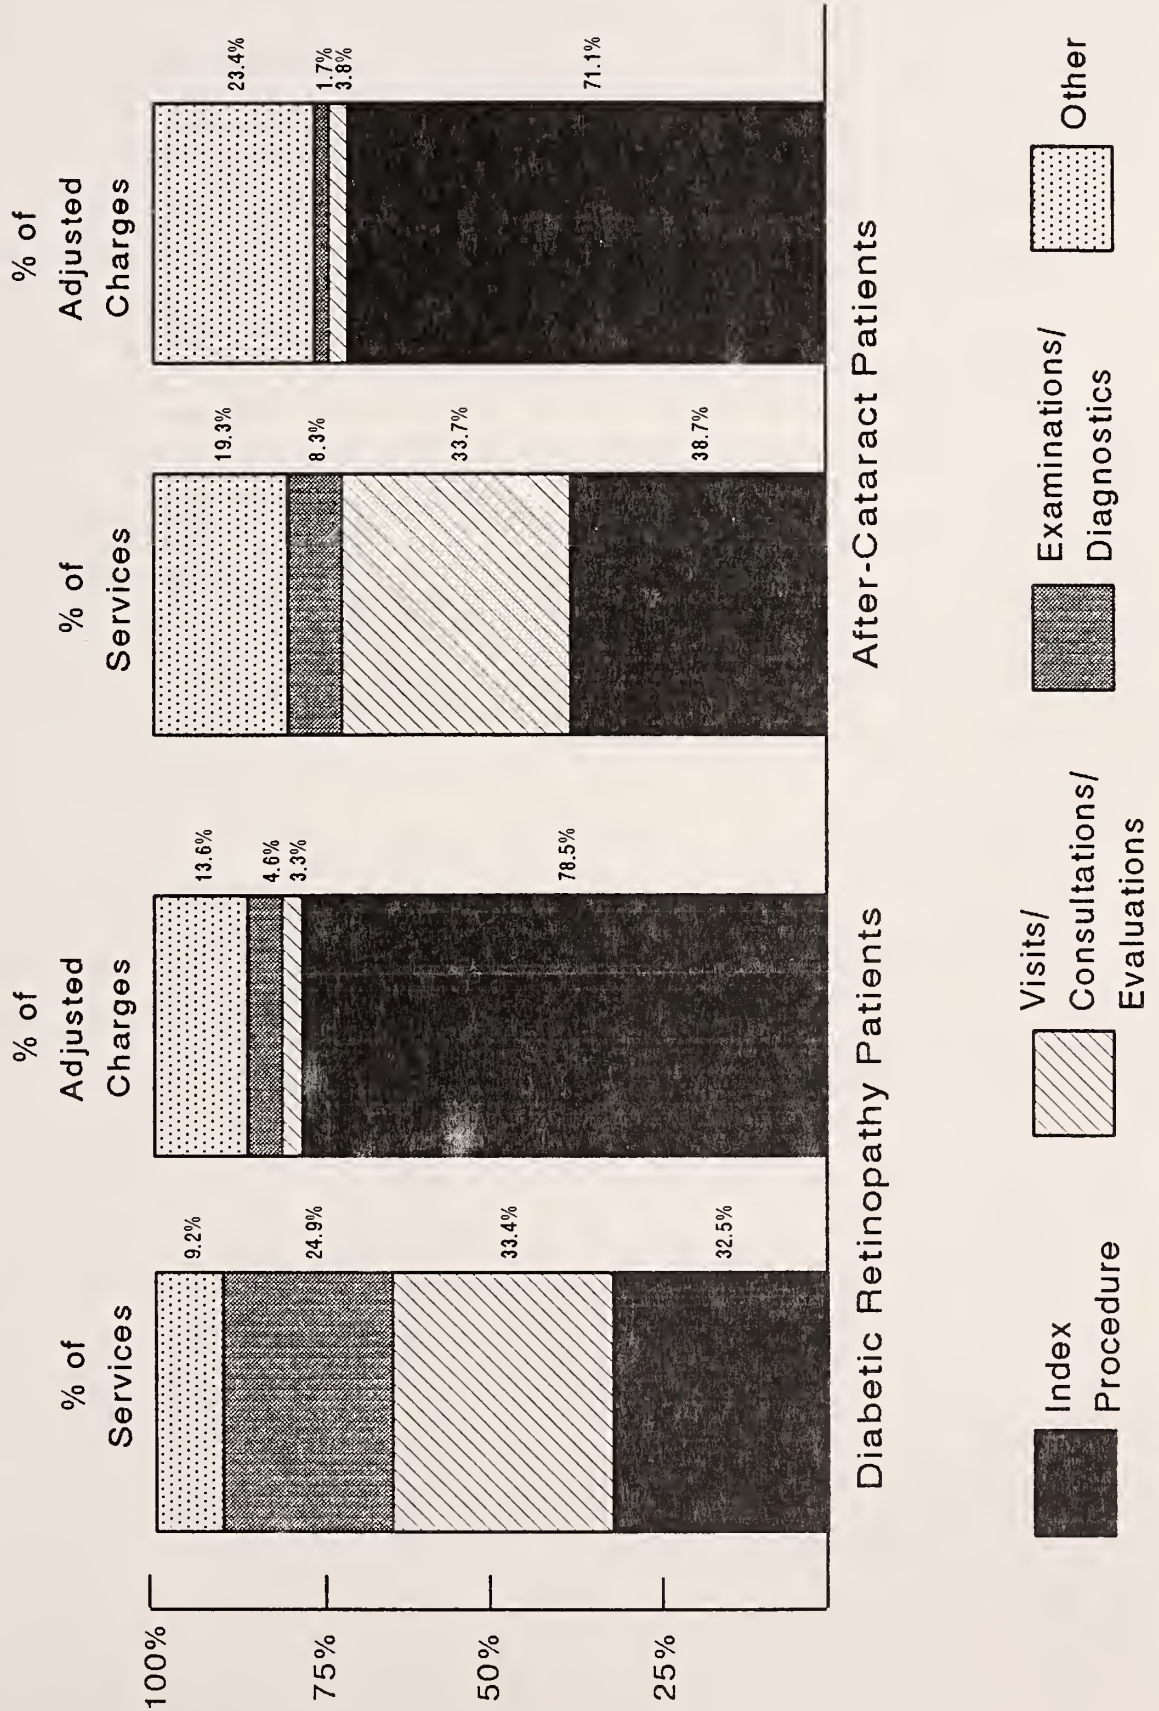 % of
Services
% of
Adjusted
Charges
% of
Services
% of
Adjusted
Charges
100%
75%
50%
25%
9.2%
24.9%
33.4%
32.5%
13.6%
4.6%
3.3%
78.5%
19.3%
8.3%
33.7%
38.7%
23.4%
1.7%
3.8%
71.1%
Diabetic Retinopathy Patients
After-Cataract Patients
Index
Procedure
Visits/
Consultations/
Evaluations
Examinations/
Diagnostics
Other